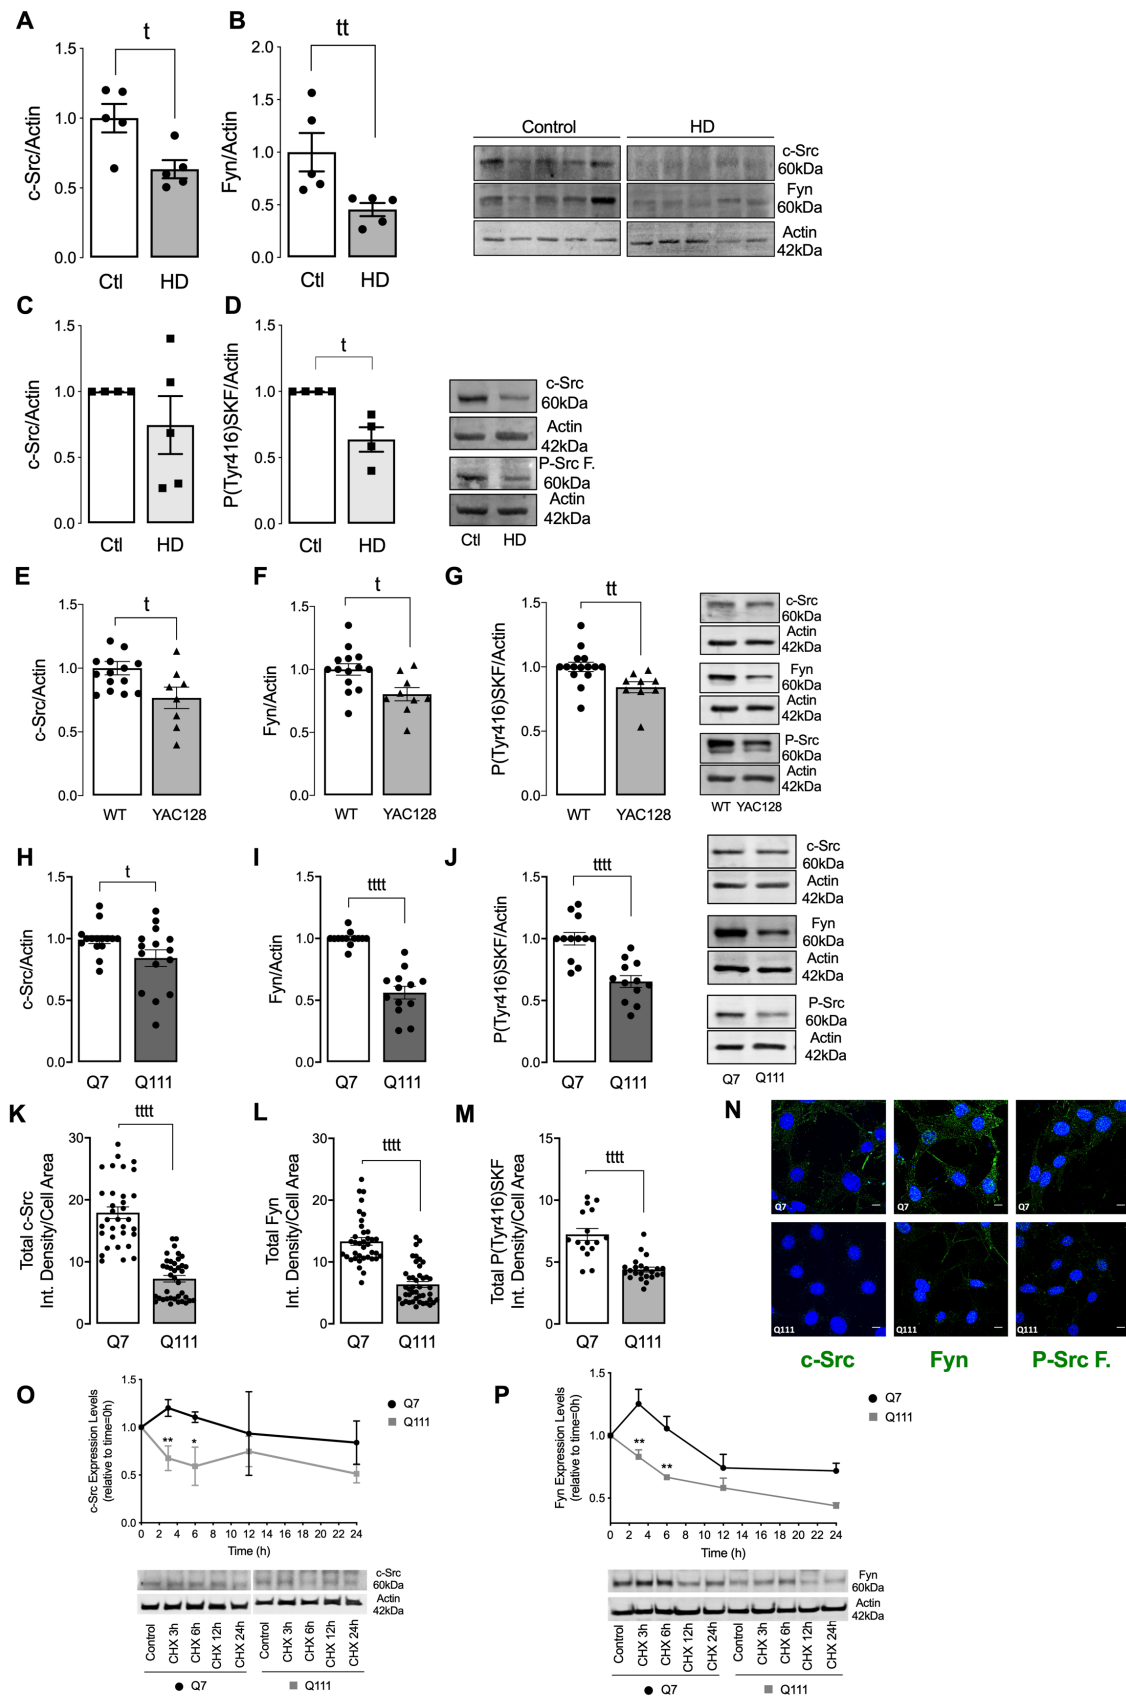 A
B
t
tt
c-Src/Actin
1.5
1.0
0.5
0.0
Ctl
HD
Fyn/Actin
2.0
1.5
1.0
0.5
0.0
Ctl
HD
Control
HD
c-Src
60kDa
Fyn
60kDa
Actin
42kDa
C
D
c-Src/Actin
1.5
1.0
0.5
0.0
Ctl
HD
t
P(Tyr416)SKF/Actin
1.5
1.0
0.5
0.0
Ctl
HD
c-Src
60kDa
Actin
42kDa
P-Src F.
60kDa
Actin
42kDa
Ctl
HD
E
F
G
t
c-Src/Actin
1.5
1.0
0.5
0.0
WT
YAC128
t
Fyn/Actin
1.5
1.0
0.5
0.0
WT
YAC128
tt
P(Tyr416)SKF/Actin
1.5
1.0
0.5
0.0
WT
YAC128
c-Src
60kDa
Actin
42kDa
Fyn
60kDa
Actin
42kDa
P-Src
60kDa
Actin
42kDa
WT YAC128
H
I
J
t
c-Src/Actin
1.5
1.0
0.5
0.0
Q7
Q111
tttt
Fyn/Actin
1.5
1.0
0.5
0.0
Q7
Q111
tttt
P(Tyr416)SKF/Actin
1.5
1.0
0.5
0.0
Q7
Q111
c-Src
60kDa
Actin
42kDa
Fyn
60kDa
Actin
42kDa
P-Src
60kDa
Actin
42kDa
Q7
Q111
K
L
M
N
tttt
Total c-Src
Int. Density/Cell Area
30
20
10
0
Q7
Q111
tttt
Total Fyn
Int. Density/Cell Area
30
20
10
0
Q7
Q111
tttt
Total P(Tyr416)SKF
Int. Density/Cell Area
15
10
5
0
Q7
Q111
Q7
Q7
Q7
Q111
Q111
Q111
c-Src
Fyn
P-Src F.
O
c-Src Expression Levels
(relative to time=0h)
1.5
1.0
0.5
0.0
** *
0 2 4 6 8 10 12 14 16 18 20 22 24
Time (h)
Q7
Q111
c-Src
60kDa
Actin
42kDa
Control
CHX 3h
CHX 6h
CHX 12h
CHX 24h
Control
CHX 3h
CHX 6h
CHX 12h
CHX 24h
Q7
Q111
P
Fyn Expression Levels
(relative to time=0h)
1.5
1.0
0.5
**
**
0 2 4 6 8 10 12 14 16 18 20 22 24
Time (h)
Q7
Q111
Fyn
60kDa
Actin
42kDa
Control
CHX 3h
CHX 6h
CHX 12h
CHX 24h
Control
CHX 3h
CHX 6h
CHX 12h
CHX 24h
Q7
Q111